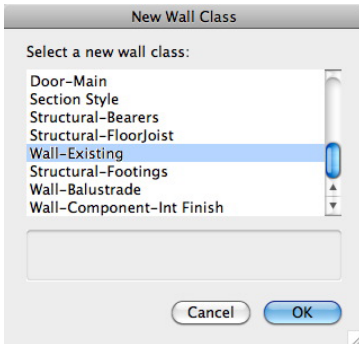 New Wall Class
Select a new wall class:
Door-Main
Section Style
Structural-Bearers
Structural-FloorJoist
Wall-Existing
Structural-Footings
Wall-Balustrade
Wall-Component-Int Finish
Cancel OK